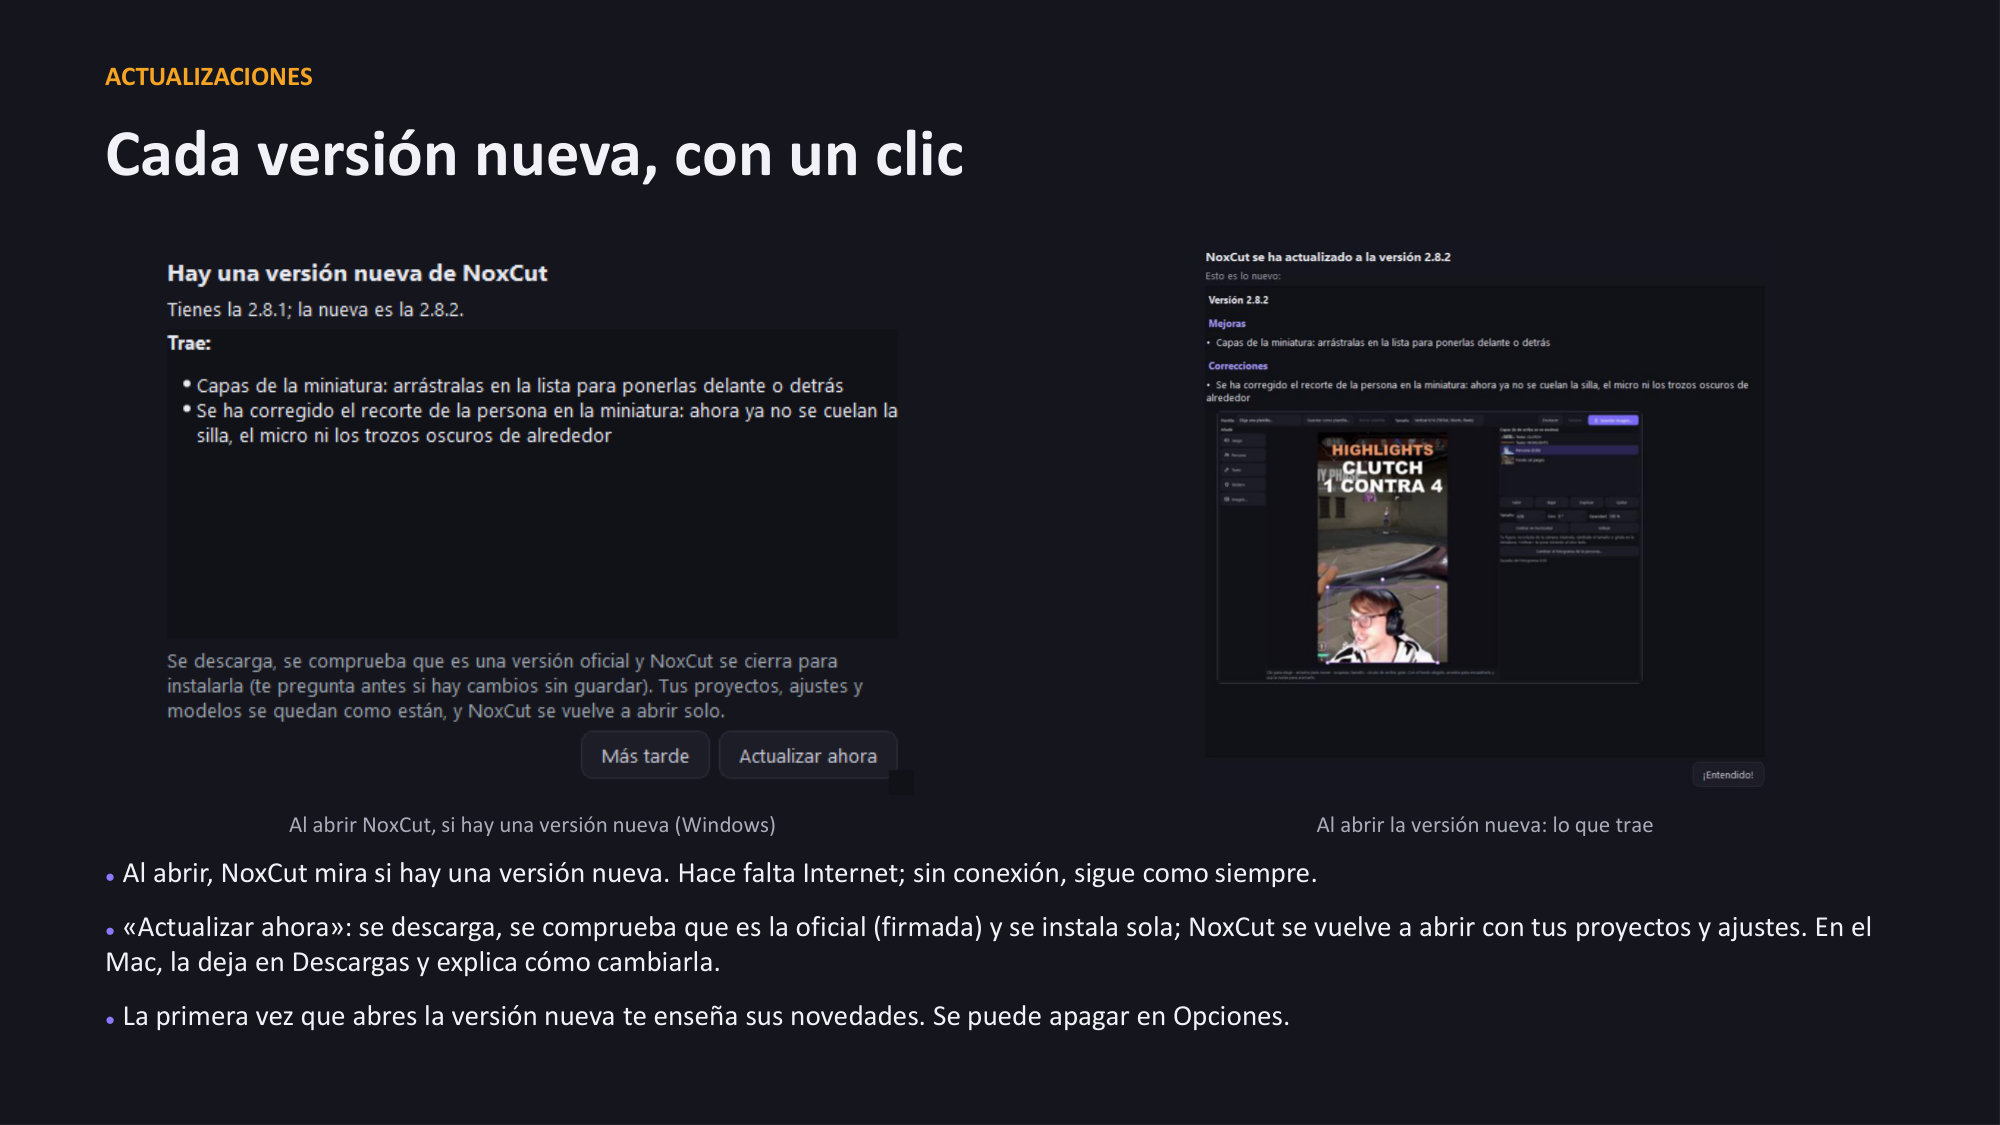 ACTUALIZACIONES
Cada versión nueva, con un clic
Hay una versión nueva de NoxCut
Tienes la 2.8.1; la nueva es la 2.8.2.
Trae:
• Capas de la miniatura: arrástralas en la lista para ponerlas delante o detrás
• Se ha corregido el recorte de la persona en la miniatura: ahora ya no se cuelan la
silla, el micro ni los trozos oscuros de alrededor
Se descarga, se comprueba que es una versión oficial y NoxCut se cierra para
instalarla (te pregunta antes si hay cambios sin guardar). Tus proyectos, ajustes y
modelos se quedan como están, y NoxCut se vuelve a abrir solo.
Más tarde
Actualizar ahora
Al abrir NoxCut, si hay una versión nueva (Windows)
NoxCut se ha actualizado a la versión 2.8.2
Esto es lo nuevo:
Versión 2.8.2
Mejoras
• Capas de la miniatura: arrástralas en la lista para ponerlas delante o detrás
Correcciones
• Se ha corregido el recorte de la persona en la miniatura: ahora ya no se cuelan la silla, el micro ni los trozos oscuros de
alrededor
HIGHLIGHTS
CLUTCH
1 CONTRA 4
¡Entendido!
Al abrir la versión nueva: lo que trae
• Al abrir, NoxCut mira si hay una versión nueva. Hace falta Internet; sin conexión, sigue como siempre.
• «Actualizar ahora»: se descarga, se comprueba que es la oficial (firmada) y se instala sola; NoxCut se vuelve a abrir con tus proyectos y ajustes. En el
Mac, la deja en Descargas y explica cómo cambiarla.
• La primera vez que abres la versión nueva te enseña sus novedades. Se puede apagar en Opciones.